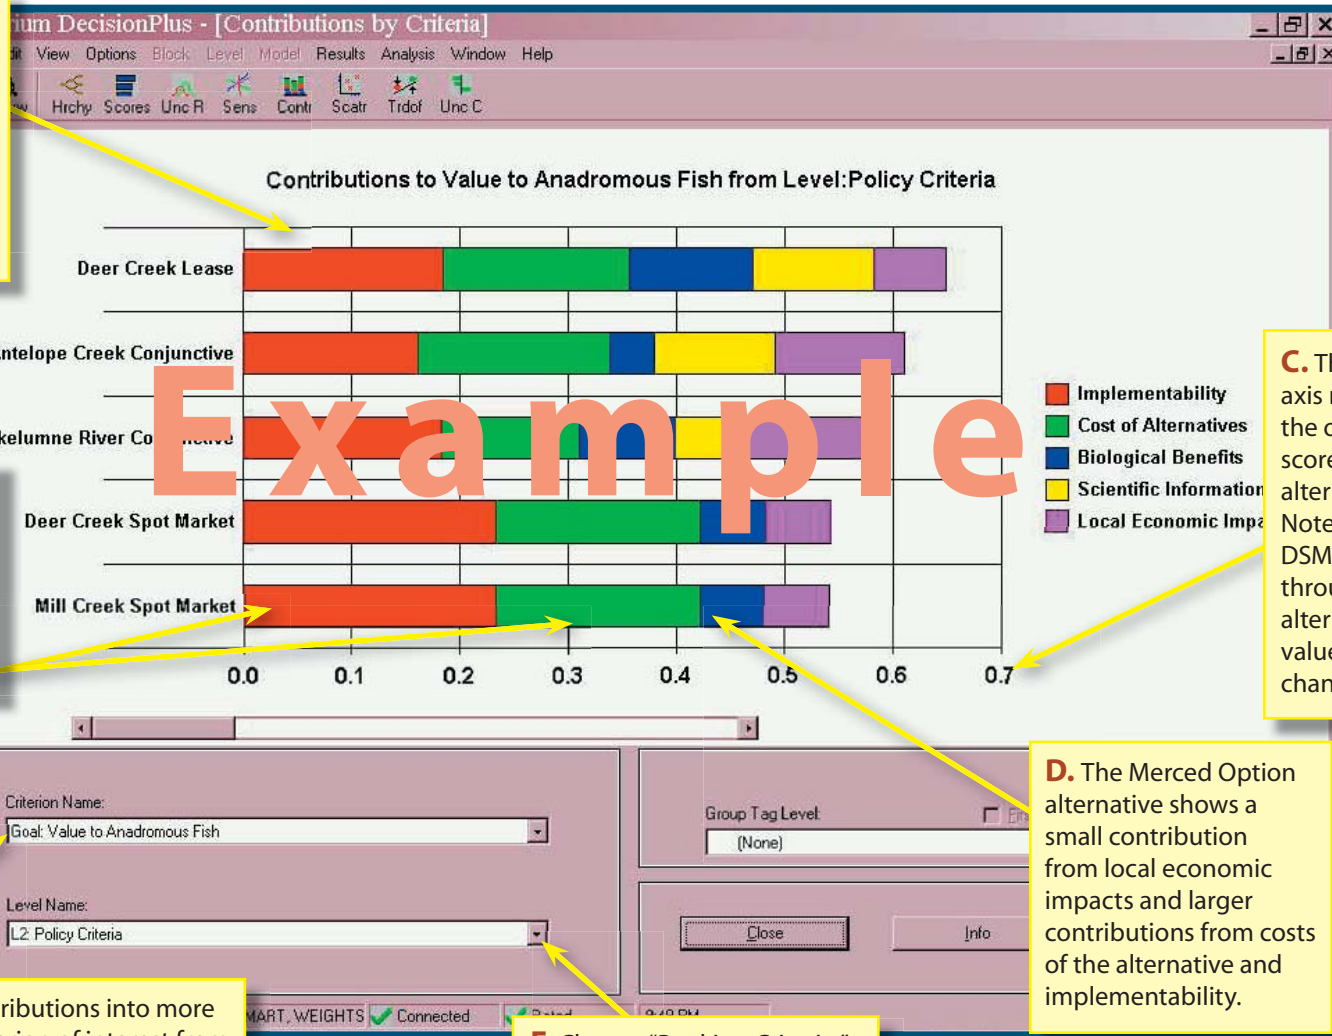 ium DecisionPlus - [Contributions by Criteria]
View Options Block Level Model Results Analysis Window Help
Hrchy Scores Unc R Sens Contr Scatr Trdof Unc C
Contributions to Value to Anadromous Fish from Level:Policy Criteria
Deer Creek Lease
ntelope Creek Conjunctive
kelumne River Co
Deer Creek Spot Market
Mill Creek Spot Market
0.0 0.1 0.2 0.3 0.4 0.5 0.6 0.7
Example
Implementability
Cost of Alternatives
Biological Benefits
Scientific Information
Local Economic Impa
C. Th
axis
the
score
alter
Note
DSM
throu
alter
value
chan
D. The Merced Option
alternative shows a
small contribution
from local economic
impacts and larger
contributions from costs
of the alternative and
implementability.
Criterion Name:
Goal: Value to Anadromous Fish
Level Name:
L2: Policy Criteria
Group Tag Level:
(None)
Close Info
ributions into more
MART, WEIGHTS Connected